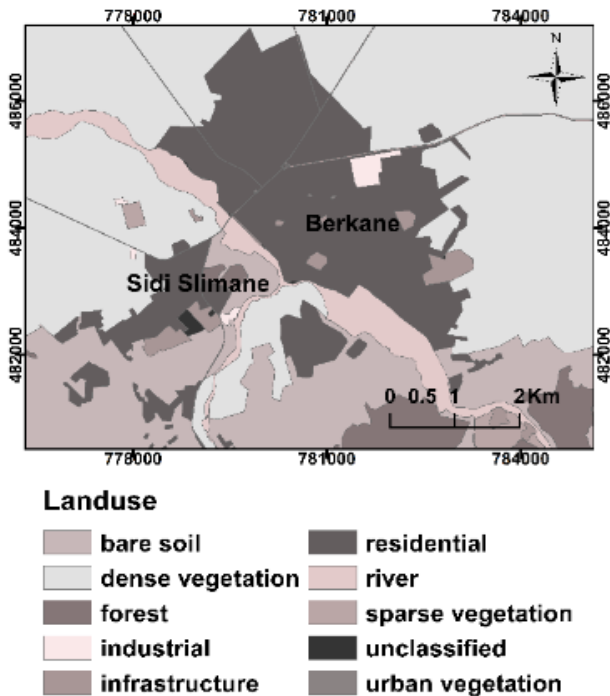 778000 781000 784000
N
486000 486000
484000 484000
Berkane
Sidi Slimane
482000 482000
0 0.5 1 2 Km
778000 781000 784000
Landuse
bare soil residential
dense vegetation river
forest sparse vegetation
industrial unclassified
infrastructure urban vegetation